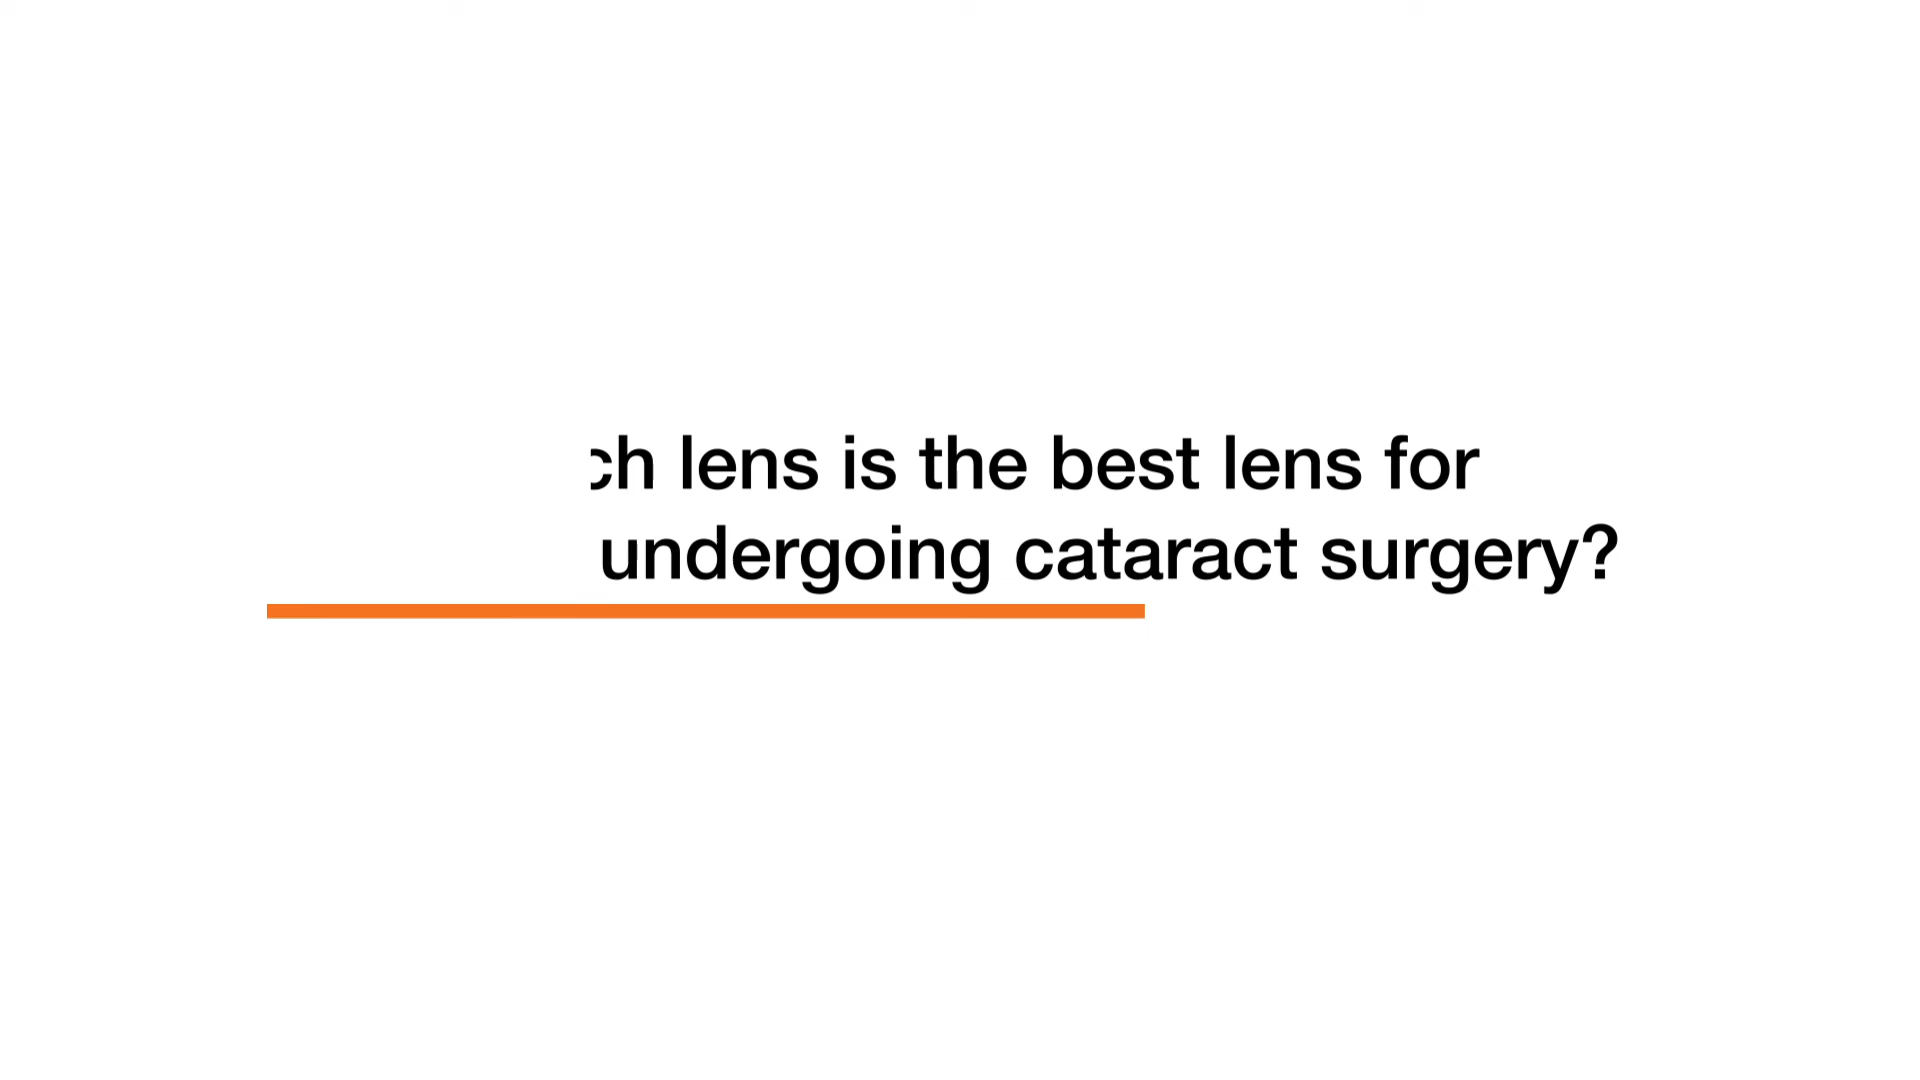 ch lens is the best lens for
undergoing cataract surgery?